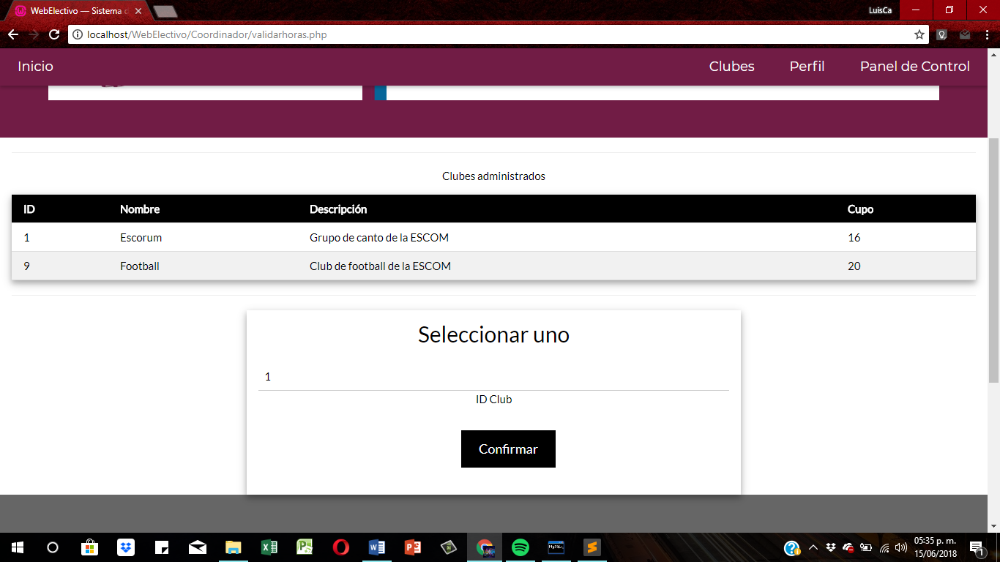 WebElectivo — Sistema d
LuisCa
localhost/WebElectivo/Coordinador/validarhoras.php
Inicio Clubes Perfil Panel de Control
Clubes administrados
ID Nombre Descripción Cupo
1 Escorum Grupo de canto de la ESCOM 16
9 Football Club de football de la ESCOM 20
Seleccionar uno
1
ID Club
Confirmar
05:35 p. m.
15/06/2018
1